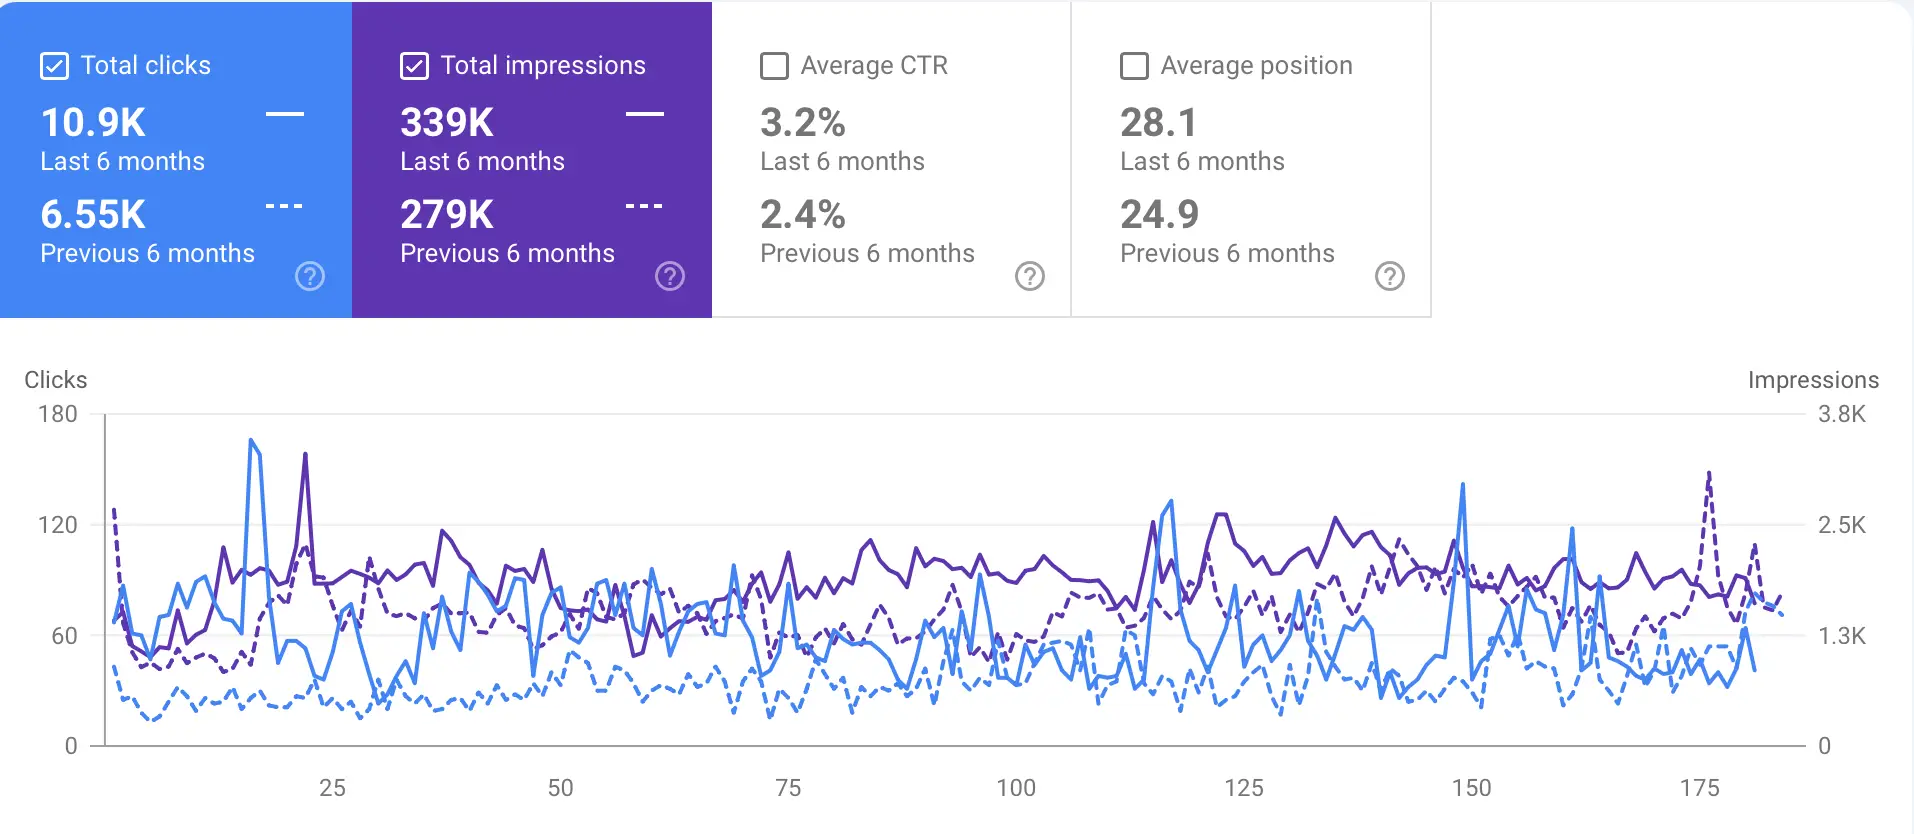 Total clicks
10.9K
Last 6 months
6.55K
Previous 6 months
Total impressions
339K
Last 6 months
279K
Previous 6 months
Average CTR
3.2%
Last 6 months
2.4%
Previous 6 months
Average position
28.1
Last 6 months
24.9
Previous 6 months
Clicks
Impressions
180
120
60
0
3.8K
2.5K
1.3K
0
25 50 75 100 125 150 175